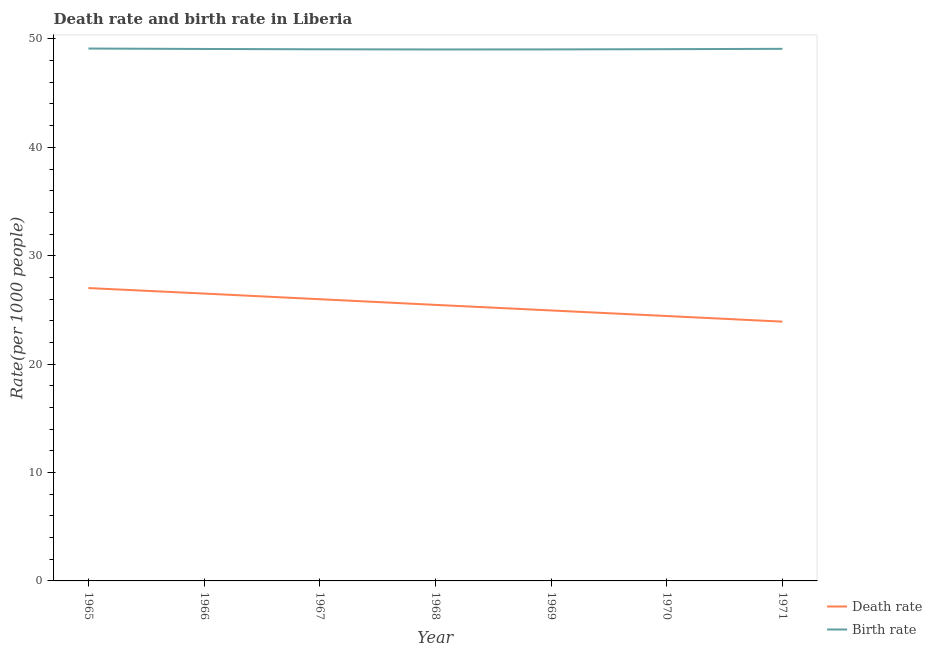 Death rate and birth rate in Liberia
Rate(per 1000 people)
50
40
30
20
10
0
1965
1966
1967
1968
1969
1970
1971
Year
Death rate
Birth rate